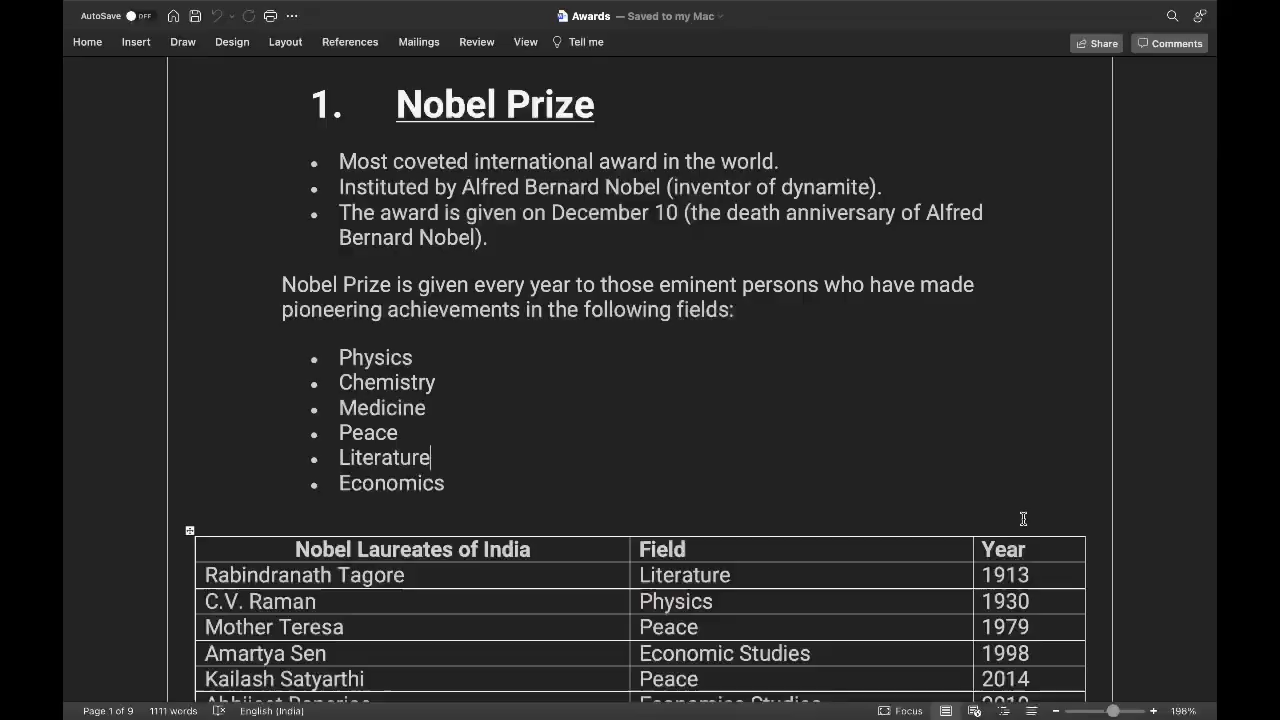 AutoSave OFF
Awards — Saved to my Mac
Home Insert Draw Design Layout References Mailings Review View Tell me
Share Comments
1. Nobel Prize
• Most coveted international award in the world.
• Instituted by Alfred Bernard Nobel (inventor of dynamite).
• The award is given on December 10 (the death anniversary of Alfred
Bernard Nobel).
Nobel Prize is given every year to those eminent persons who have made
pioneering achievements in the following fields:
• Physics
• Chemistry
• Medicine
• Peace
• Literature
• Economics
Nobel Laureates of India Field Year
Rabindranath Tagore Literature 1913
C.V. Raman Physics 1930
Mother Teresa Peace 1979
Amartya Sen Economic Studies 1998
Kailash Satyarthi Peace 2014
Page 1 of 9 1111 words English (India) Focus 196%